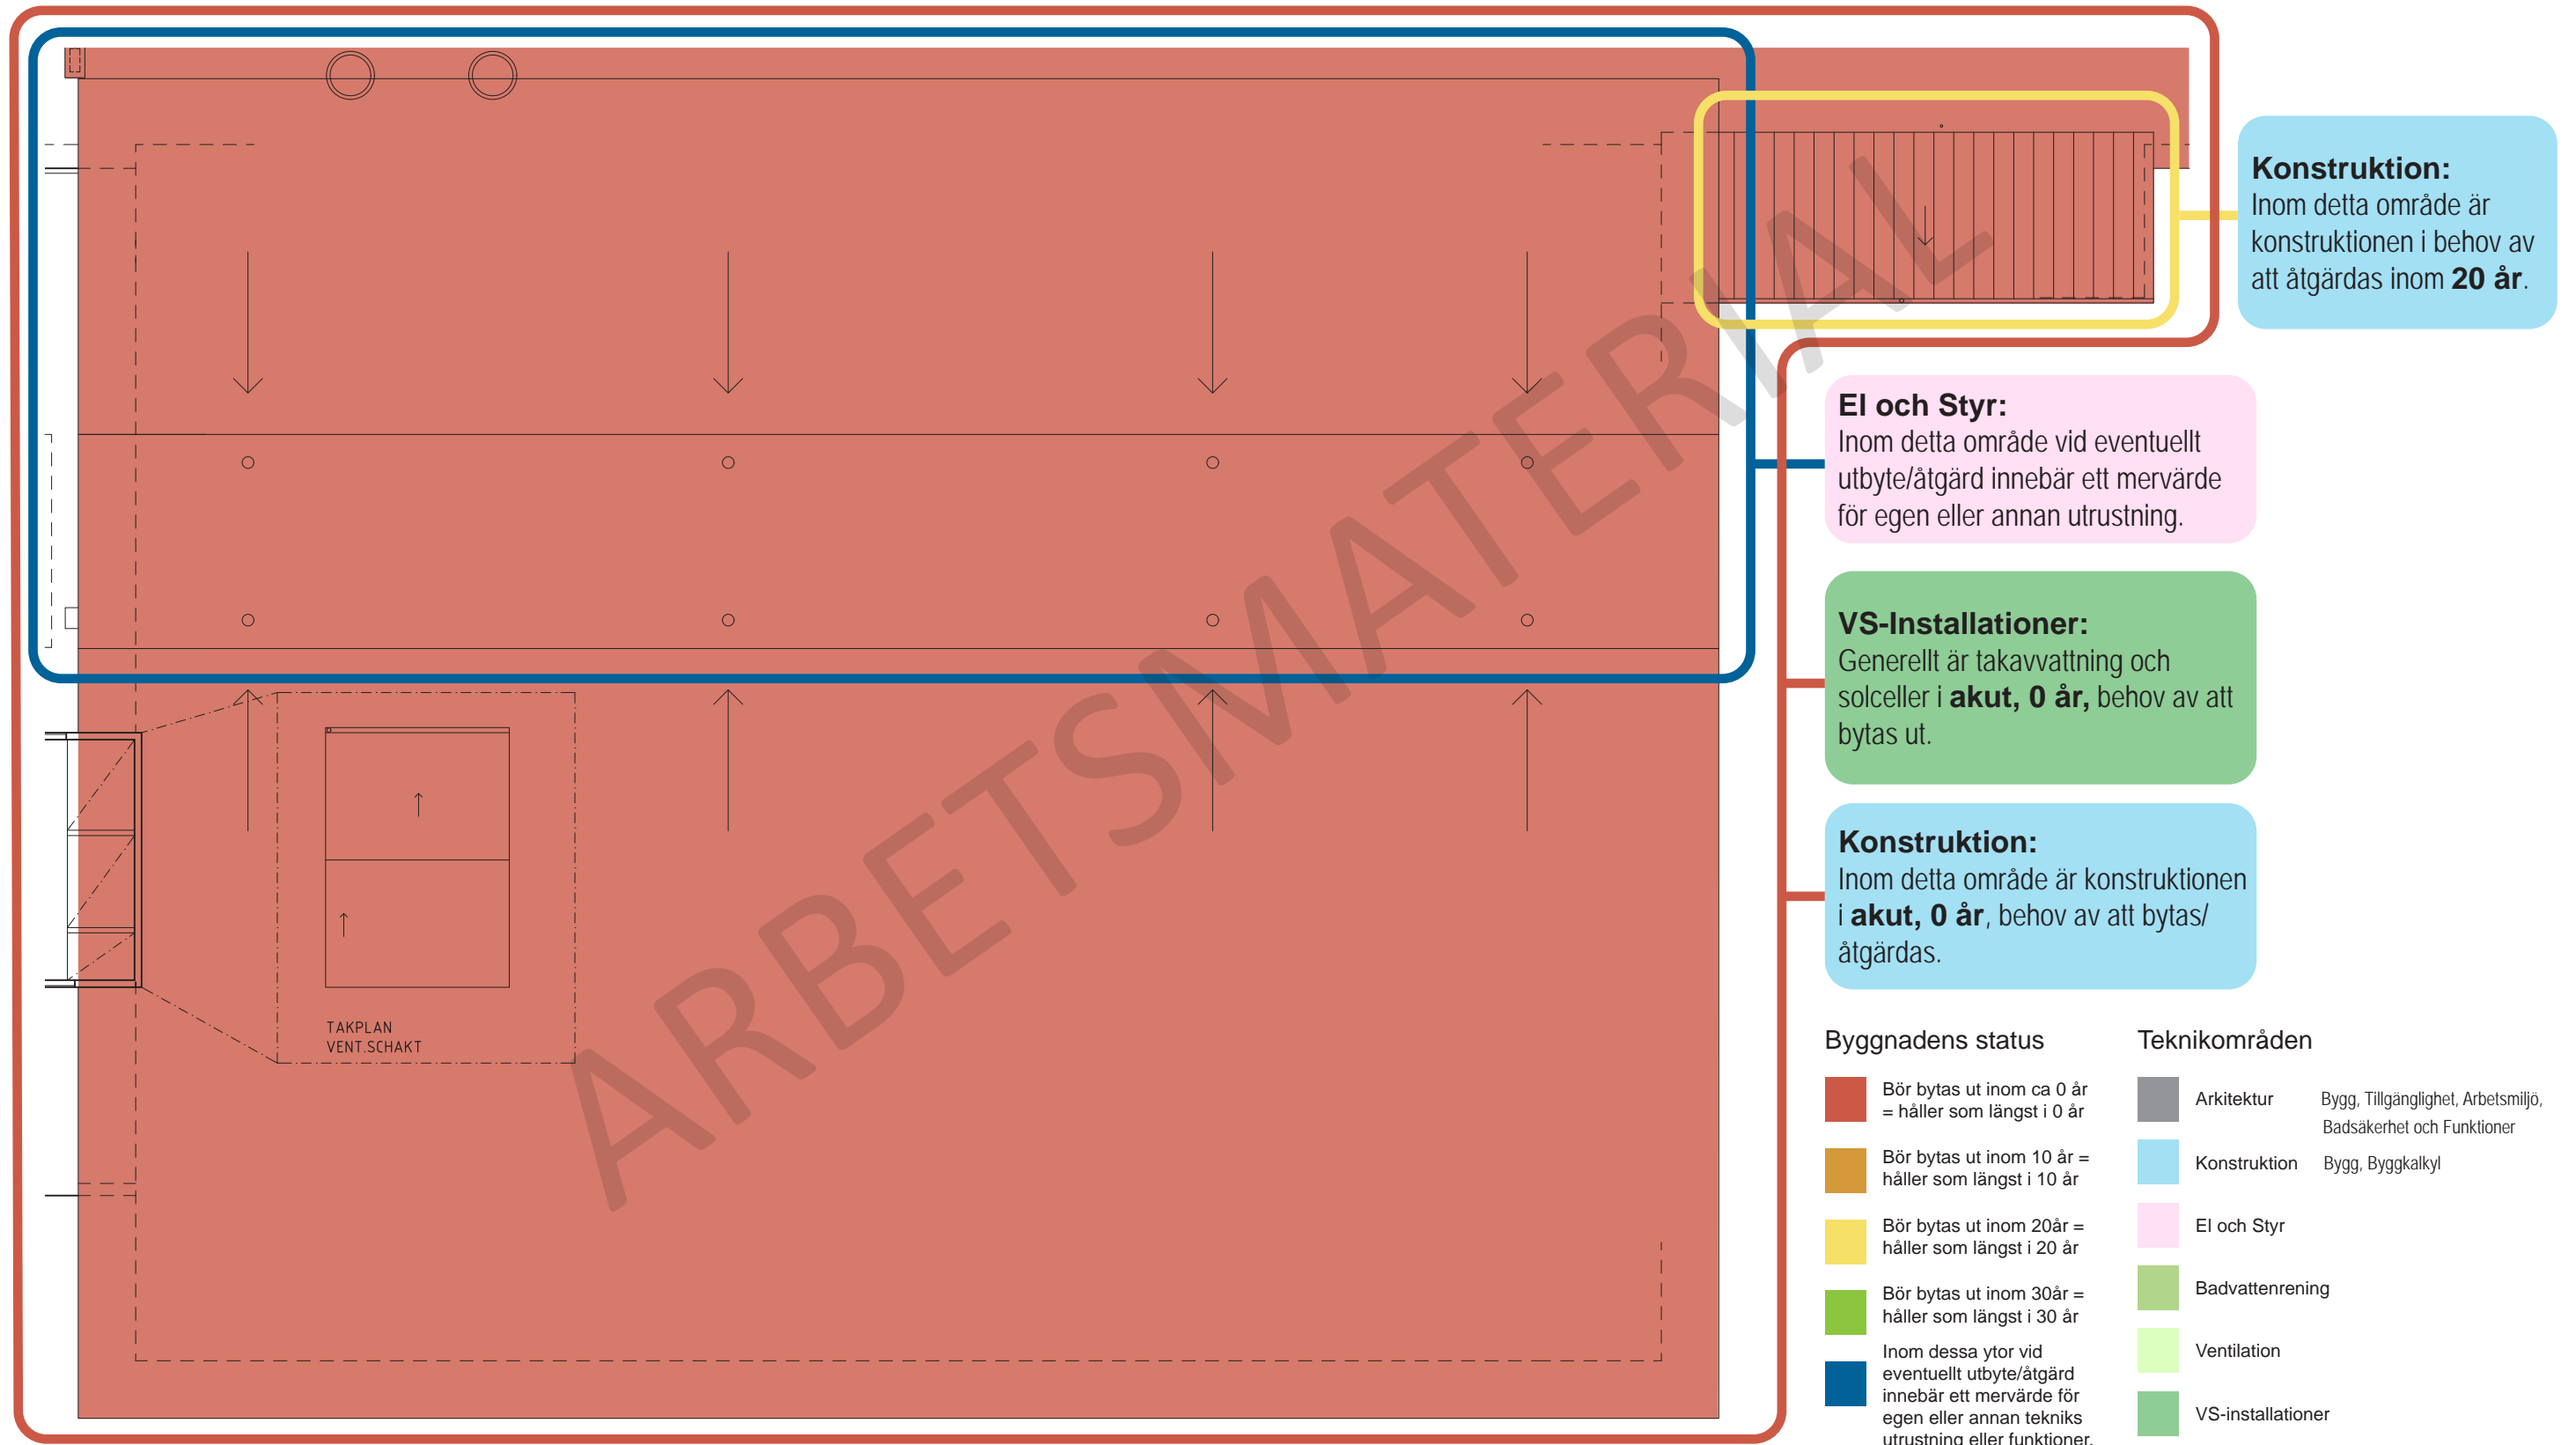 Konstruktion:
Inom detta område är
konstruktionen i behov av
att åtgärdas inom 20 år.
El och Styr:
Inom detta område vid eventuellt
utbyte/åtgärd innebär ett mervärde
för egen eller annan utrustning.
VS-Installationer:
Generellt är takavvattning och
solceller i akut, 0 år, behov av att
bytas ut.
Konstruktion:
Inom detta område är konstruktionen
i akut, 0 år, behov av att bytas/
åtgärdas.
TAKPLAN
VENT.SCHAKT
ARBETSMATERIAL
Byggnadens status
Bör bytas ut inom ca 0 år
= håller som längst i 0 år
Bör bytas ut inom 10 år =
håller som längst i 10 år
Bör bytas ut inom 20år =
håller som längst i 20 år
Bör bytas ut inom 30år =
håller som längst i 30 år
Inom dessa ytor vid
eventuellt utbyte/åtgärd
innebär ett mervärde för
egen eller annan tekniks
utrustning eller funktioner.
Teknikområden
Arkitektur Bygg, Tillgänglighet, Arbetsmiljö,
Badsäkerhet och Funktioner
Konstruktion Bygg, Byggkalkyl
El och Styr
Badvattenrening
Ventilation
VS-installationer